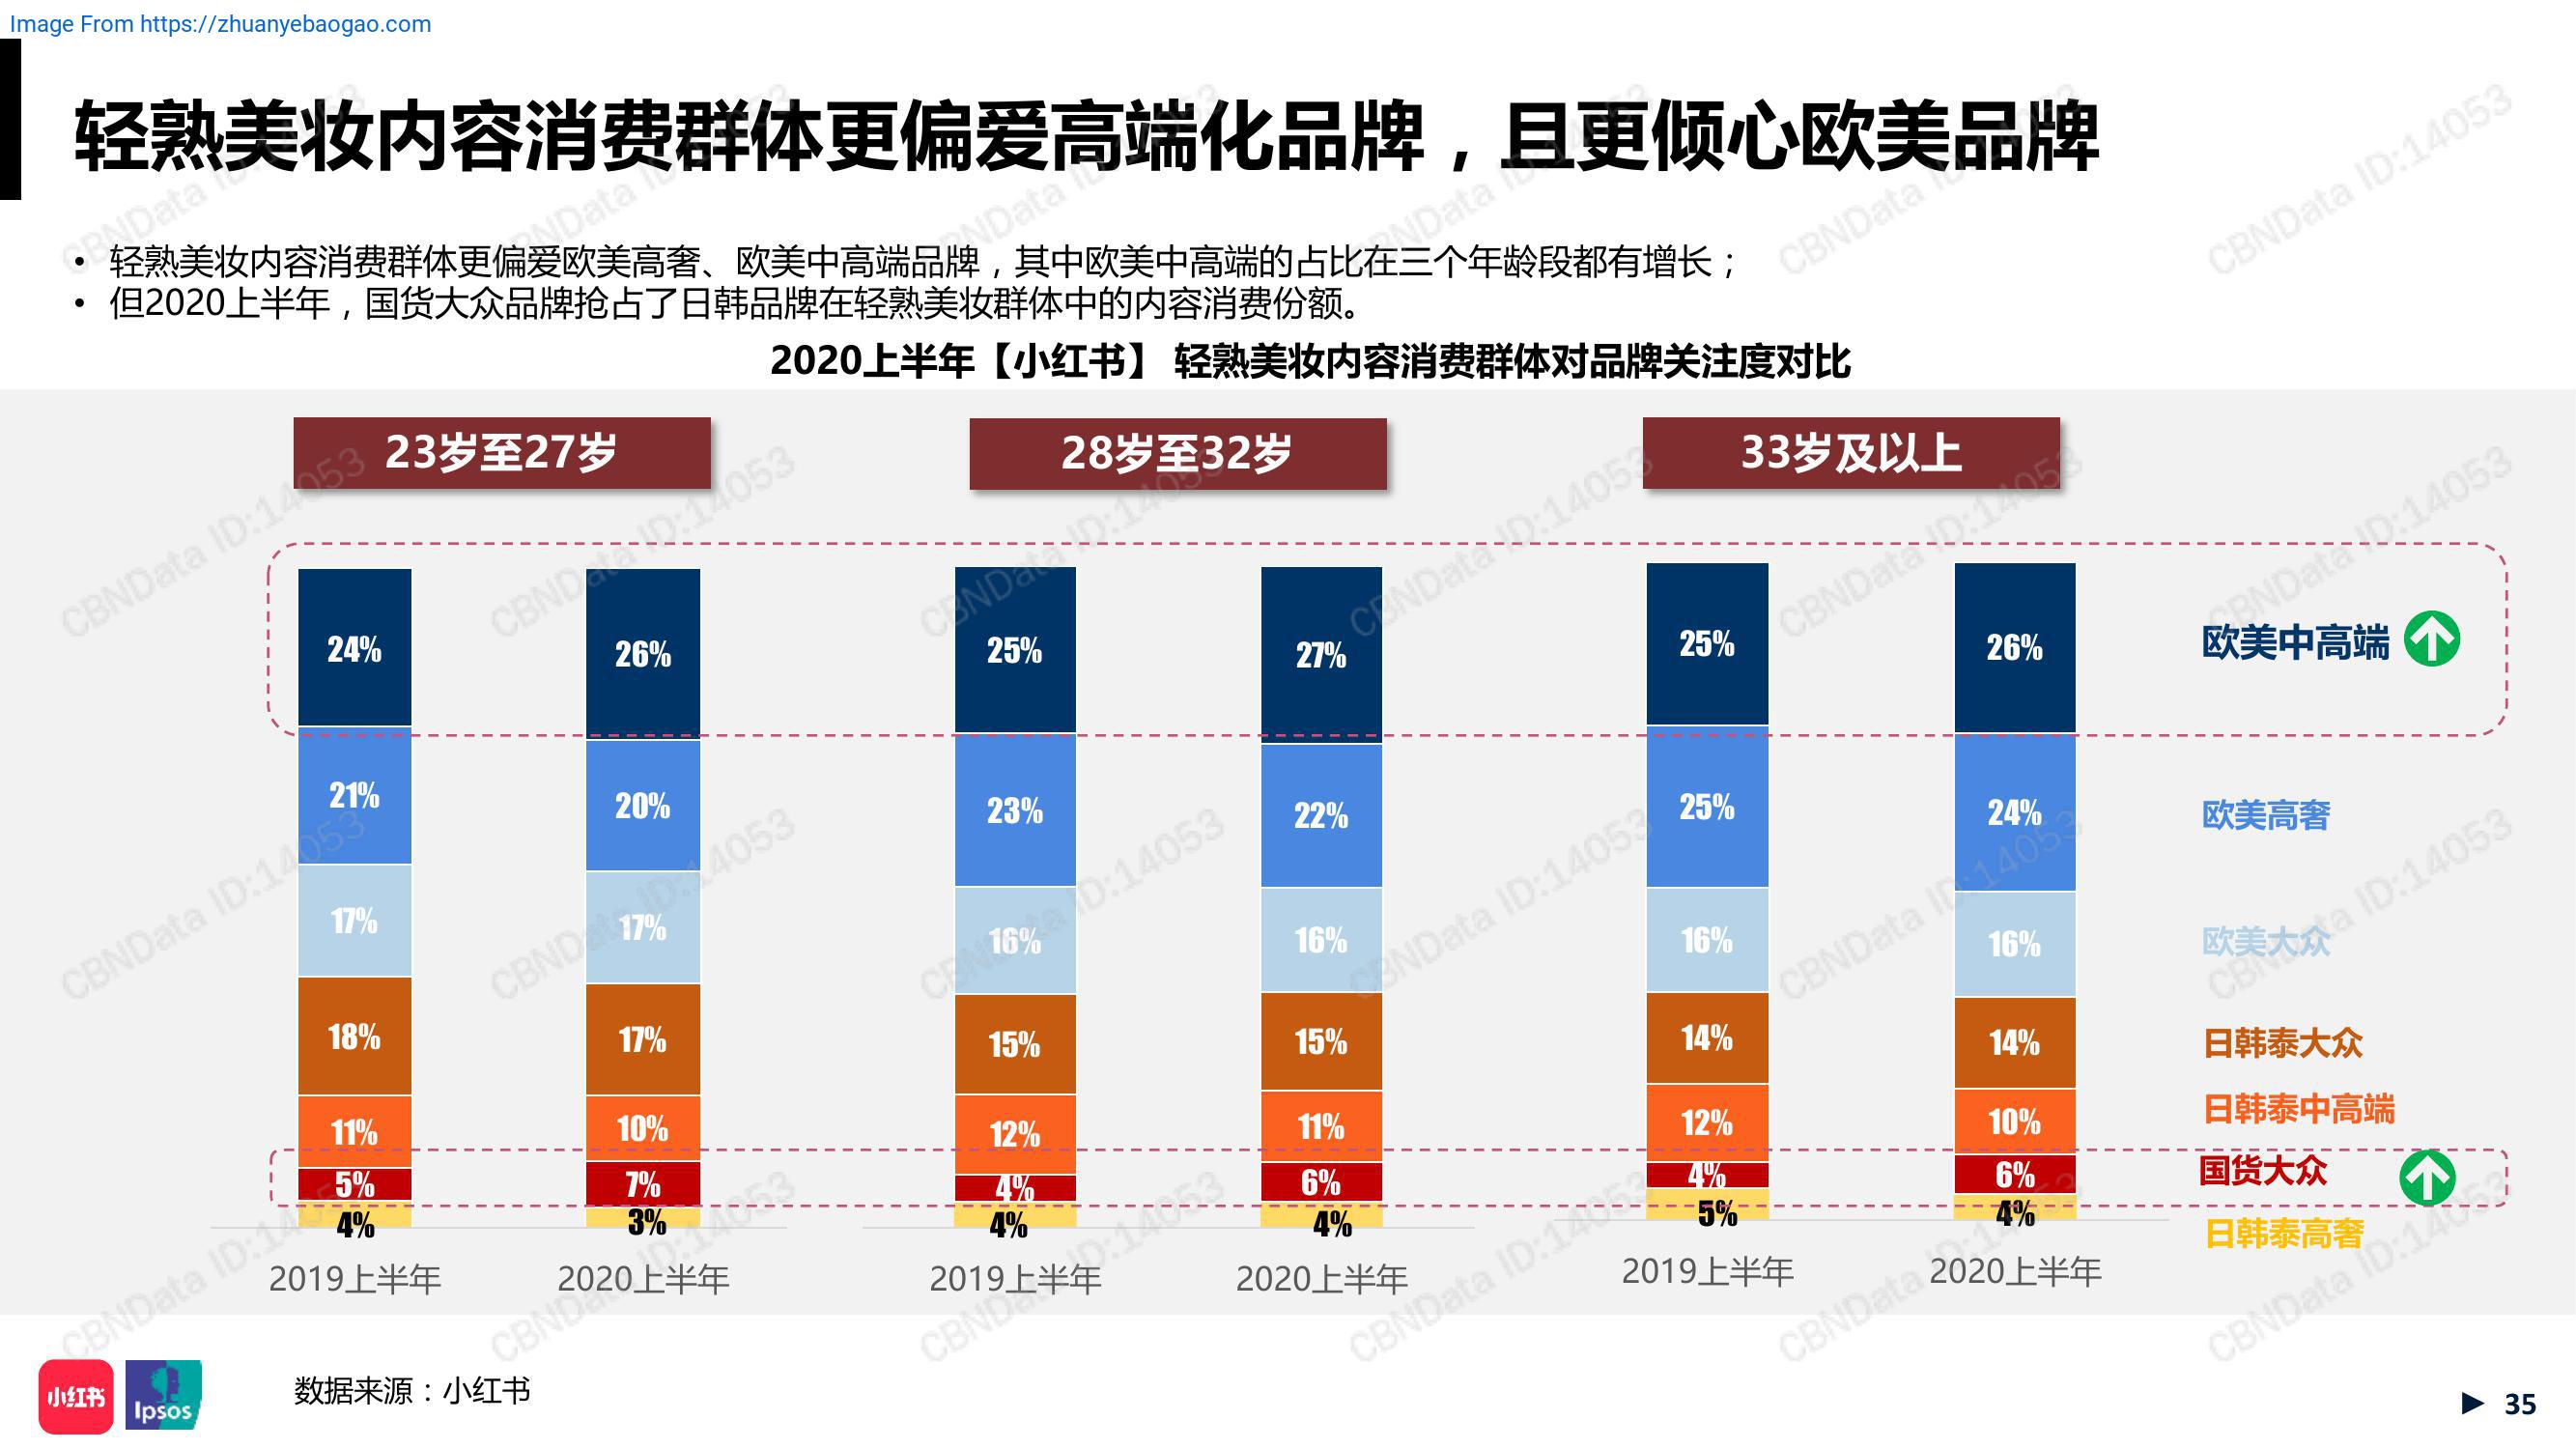 Image From https://zhuanyebaogao.com
轻熟美妆内容消费群体更偏爱高端化品牌，且更倾心欧美品牌
• 轻熟美妆内容消费群体更偏爱欧美高奢、欧美中高端品牌，其中欧美中高端的占比在三个年龄段都有增长；
• 但2020上半年，国货大众品牌抢占了日韩品牌在轻熟美妆群体中的内容消费份额。
2020上半年【小红书】 轻熟美妆内容消费群体对品牌关注度对比
23岁至27岁 28岁至32岁 33岁及以上
24% 26% 25% 27% 25% 26% 欧美中高端
21% 20% 23% 22% 25% 24% 欧美高奢
17% 17% 16% 16% 16% 16% 欧美大众
18% 17% 15% 15% 14% 14% 日韩泰大众
11% 10% 12% 11% 12% 10% 日韩泰中高端
5% 7% 4% 6% 4% 6% 国货大众
4% 3% 4% 4% 5% 4% 日韩泰高奢
2019上半年 2020上半年 2019上半年 2020上半年 2019上半年 2020上半年
小红书 Ipsos 数据来源：小红书 35
CBNData ID:14053